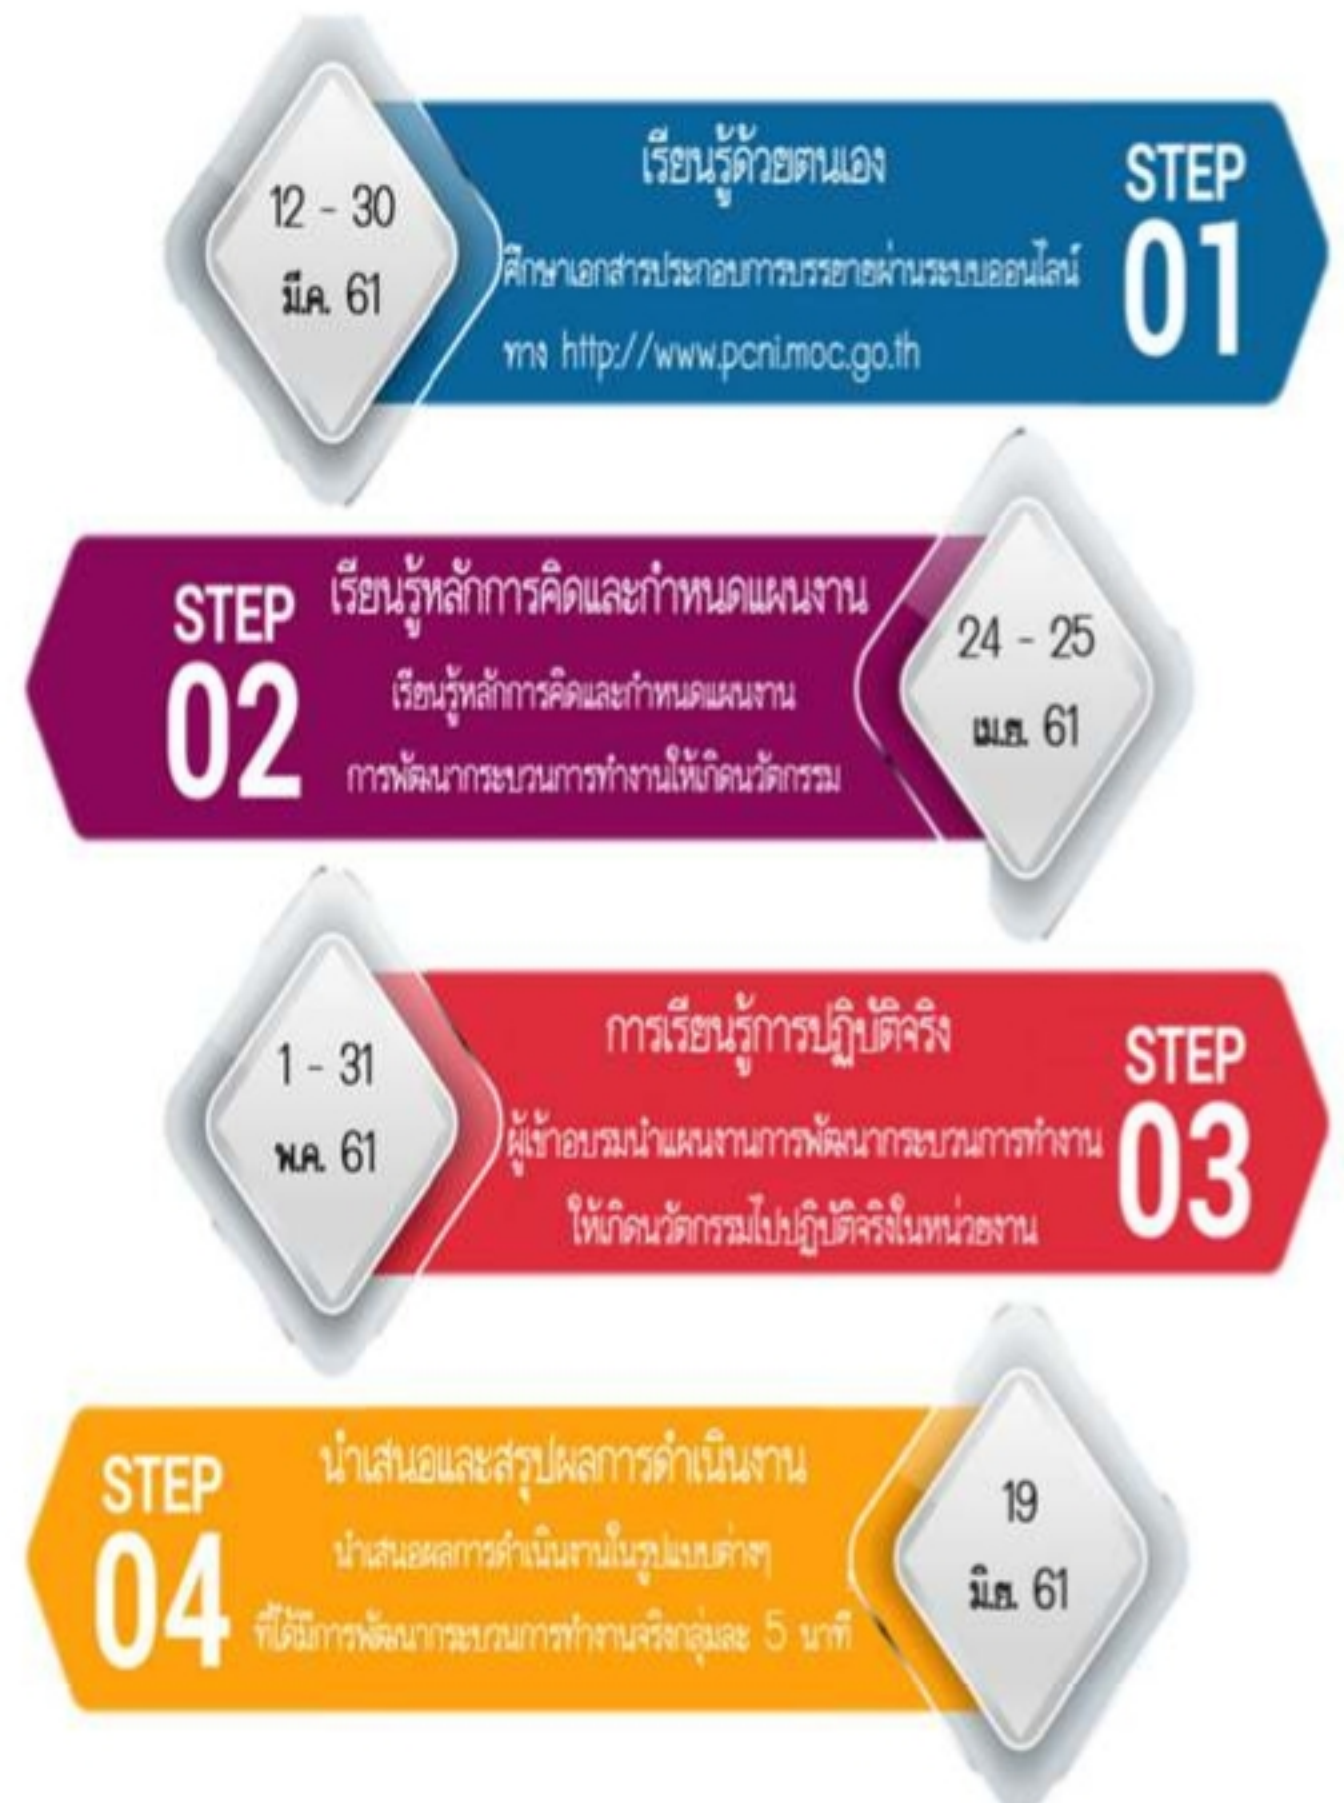 12 - 30
มี.ค. 61
เรียนรู้ด้วยตนเอง
ศึกษาเอกสารประกอบการบรรยายผ่านระบบออนไลน์
ทาง http://www.pcni.moc.go.th
STEP
01
STEP
02
เรียนรู้หลักการคิดและกำหนดแผนงาน
เรียนรู้หลักการคิดและกำหนดแผนงาน
การพัฒนากระบวนการทำงานให้เกิดนวัตกรรม
24 - 25
เม.ย. 61
1 - 31
พ.ค. 61
การเรียนรู้การปฏิบัติจริง
ผู้เข้าอบรมนำแผนงานการพัฒนากระบวนการทำงาน
ให้เกิดนวัตกรรมไปปฏิบัติจริงในหน่วยงาน
STEP
03
STEP
04
นำเสนอและสรุปผลการดำเนินงาน
นำเสนอผลการดำเนินงานในรูปแบบต่างๆ
ที่ได้มีการพัฒนากระบวนการทำงานจริงกลุ่มละ 5 นาที
19
มิ.ย. 61